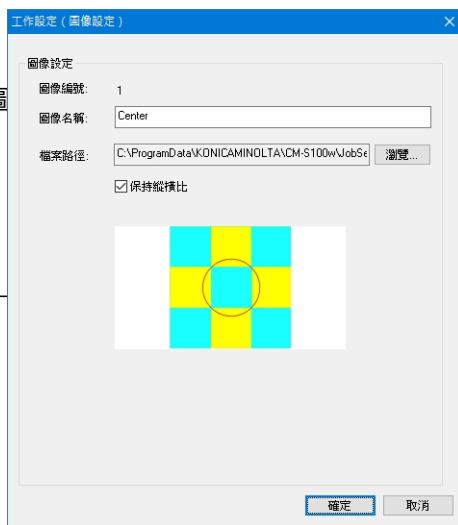 工作設定（圖像設定）
圖像設定
圖像編號: 1
圖像名稱: Center
檔案路徑: C:\ProgramData\KONICAMINOLTA\CM-S100w\JobSe 瀏覽...
保持縱橫比
確定 取消